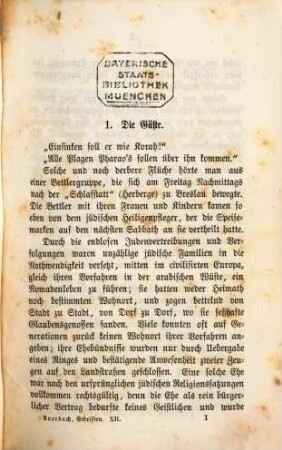 BAYERISCHE
STAATS-
BIBLIOTHEK
MUENCHEN
1. Die Gäste.
„Einsinken soll er wie Korah!“
„Alle Plagen Pharao's sollen über ihn kommen.“
Solche und noch derbere Flüche hörte man aus
einer Bettlergruppe, die sich am Freitag Nachmittags
nach der „Schlafstatt“ (Herberge) zu Breslau bewegte.
Die Bettler mit ihren Frauen und Kindern kamen so
eben von dem jüdischen Heiligenpfleger, der die Speise-
marken auf den nächsten Sabbath an sie vertheilt hatte.
Durch die endlosen Judenvertreibungen und Ver-
folgungen waren unzählige jüdische Familien in die
Nothwendigkeit versetzt, mitten im civilisirten Europa,
gleich ihren Vorfahren in der arabischen Wüste, ein
Nomadenleben zu führen; sie hatten weder Heimath
noch bestimmten Wohnort, und zogen bettelnd von
Stadt zu Stadt, von Dorf zu Dorf, wo sie seßhafte
Glaubensgenossen fanden. Viele konnten oft auf Ge-
nerationen zurück keinen Wohnort ihrer Vorfahren an-
geben; ihre Ehebündnisse wurden nur durch Uebergabe
eines Ringes und bestätigende Anwesenheit zweier Zeu-
gen auf den Landstraßen geschlossen. Eine solche Ehe
war nach den ursprünglichen jüdischen Religionssatzungen
vollkommen rechtsgültig, denn die Ehe als rein bürger-
licher Vertrag bedurfte keines Geistlichen und wurde
Auerbach, Schriften. XII. 1